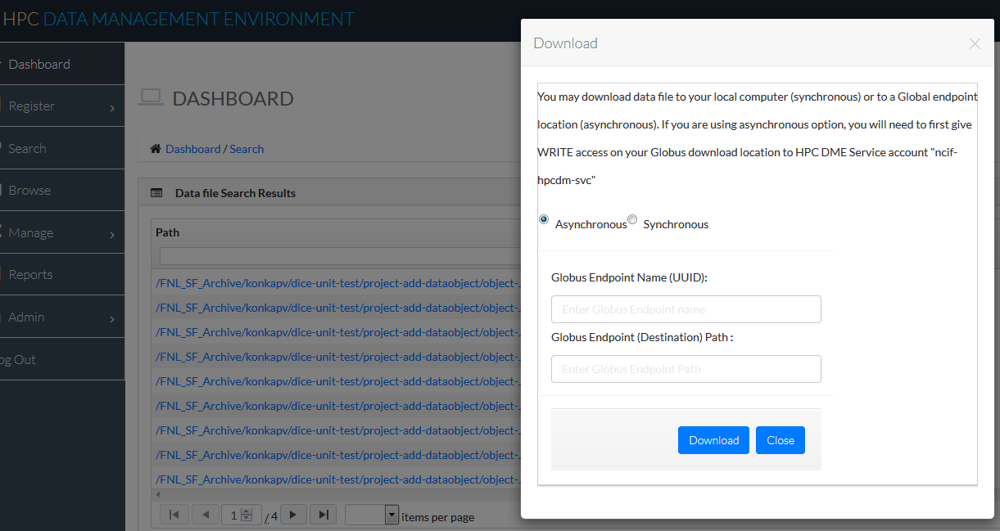 HPC DATA MANAGEMENT ENVIRONMENT
Dashboard
Register
Search
Browse
Manage
Reports
Admin
og Out
DASHBOARD
Dashboard / Search
Data file Search Results
Path
/FNL_SF_Archive/konkapv/dice-unit-test/project-add-dataobject/object-.
/FNL_SF_Archive/konkapv/dice-unit-test/project-add-dataobject/object-.
/FNL_SF_Archive/konkapv/dice-unit-test/project-add-dataobject/object-.
/FNL_SF_Archive/konkapv/dice-unit-test/project-add-dataobject/object-.
/FNL_SF_Archive/konkapv/dice-unit-test/project-add-dataobject/object-.
/FNL_SF_Archive/konkapv/dice-unit-test/project-add-dataobject/object-.
/FNL_SF_Archive/konkapv/dice-unit-test/project-add-dataobject/object-.
/FNL_SF_Archive/konkapv/dice-unit-test/project-add-dataobject/object-.
/FNL_SF_Archive/konkapv/dice-unit-test/project-add-dataobject/object-.
1 / 4 items per page
Download
You may download data file to your local computer (synchronous) or to a Global endpoint
location (asynchronous). If you are using asynchronous option, you will need to first give
WRITE access on your Globus download location to HPC DME Service account "ncif-
hpcdm-svc"
Asynchronous Synchronous
Globus Endpoint Name (UUID):
Enter Globus Endpoint name
Globus Endpoint (Destination) Path :
Enter Globus Endpoint Path
Download Close